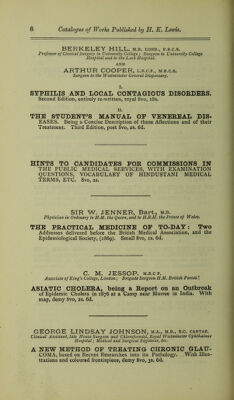 8 Catalogue of Works Published by H. K. Lewis.
BERKELEY HILL, M.B. LOND., F.R.C.S.
Professor of Clinical Surgery in University College; Surgeon to University College
Hospital and to the Lock Hospital.
AND
ARTHUR COOPER, L.R.C.P., M.R.C.S.
Surgeon to the Westminster General Dispensary.
I.
SYPHILIS AND LOCAL CONTAGIOUS DISORDERS.
Second Edition, entirely re-written, royal 8vo, 18s.
II.
THE STUDENT'S MANUAL OF VENEREAL DIS-
EASES. Being a Concise Description of those Affections and of their
Treatment. Third Edition, post 8vo, 2s. 6d.
HINTS TO CANDIDATES FOR COMMISSIONS IN
THE PUBLIC MEDICAL SERVICES, WITH EXAMINATION
QUESTIONS, VOCABULARY OF HINDUSTANI MEDICAL
TERMS, ETC. 8vo, 2s.
SIR W. JENNER, Bart., M.D.
Physician in Ordinary to H.M. the Queen, and to H.R.H. the Prince of Wales.
THE PRACTICAL MEDICINE OF TO-DAY: Two
Addresses delivered before the British Medical Association, and the
Epidemiological Society, (1869). Small 8vo, 1s. 6d.
C. M. JESSOP, M.R.C.P.
Associate of King's College, London; Brigade Surgeon H.M. British Forces.
ASIATIC CHOLERA, being a Report on an Outbreak
of Epidemic Cholera in 1876 at a Camp near Murree in India. With
map, demy 8vo, 2s. 6d.
GEORGE LINDSAY JOHNSON, M.A., M.B., B.C. CANTAB.
Clinical Assistant, late House Surgeon and Chloroformist, Royal Westminster Ophthalmic
Hospital; Medical and Surgical Registrar, etc.
A NEW METHOD OF TREATING CHRONIC GLAU-
COMA, based on Recent Researches into its Pathology. With Illus-
trations and coloured frontispiece, demy 8vo, 3s. 6d.